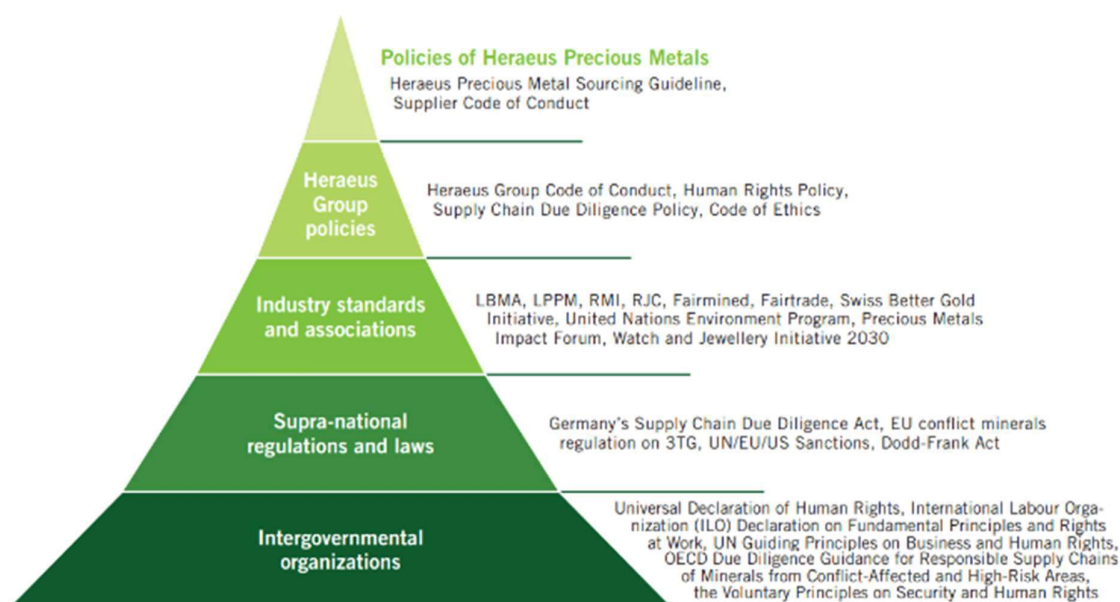 Policies of Heraeus Precious Metals
Heraeus Precious Metal Sourcing Guideline,
Supplier Code of Conduct
Heraeus
Group
policies
Heraeus Group Code of Conduct, Human Rights Policy,
Supply Chain Due Diligence Policy, Code of Ethics
Industry standards
and associations
LBMA, LPPM, RMI, RJC, Fairmined, Fairtrade, Swiss Better Gold
Initiative, United Nations Environment Program, Precious Metals
Impact Forum, Watch and Jewellery Initiative 2030
Supra-national
regulations and laws
Germany's Supply Chain Due Diligence Act, EU conflict minerals
regulation on 3TG, UN/EU/US Sanctions, Dodd-Frank Act
Intergovernmental
organizations
Universal Declaration of Human Rights, International Labour Orga-
nization (ILO) Declaration on Fundamental Principles and Rights
at Work, UN Guiding Principles on Business and Human Rights,
OECD Due Diligence Guidance for Responsible Supply Chains
of Minerals from Conflict-Affected and High-Risk Areas,
the Voluntary Principles on Security and Human Rights